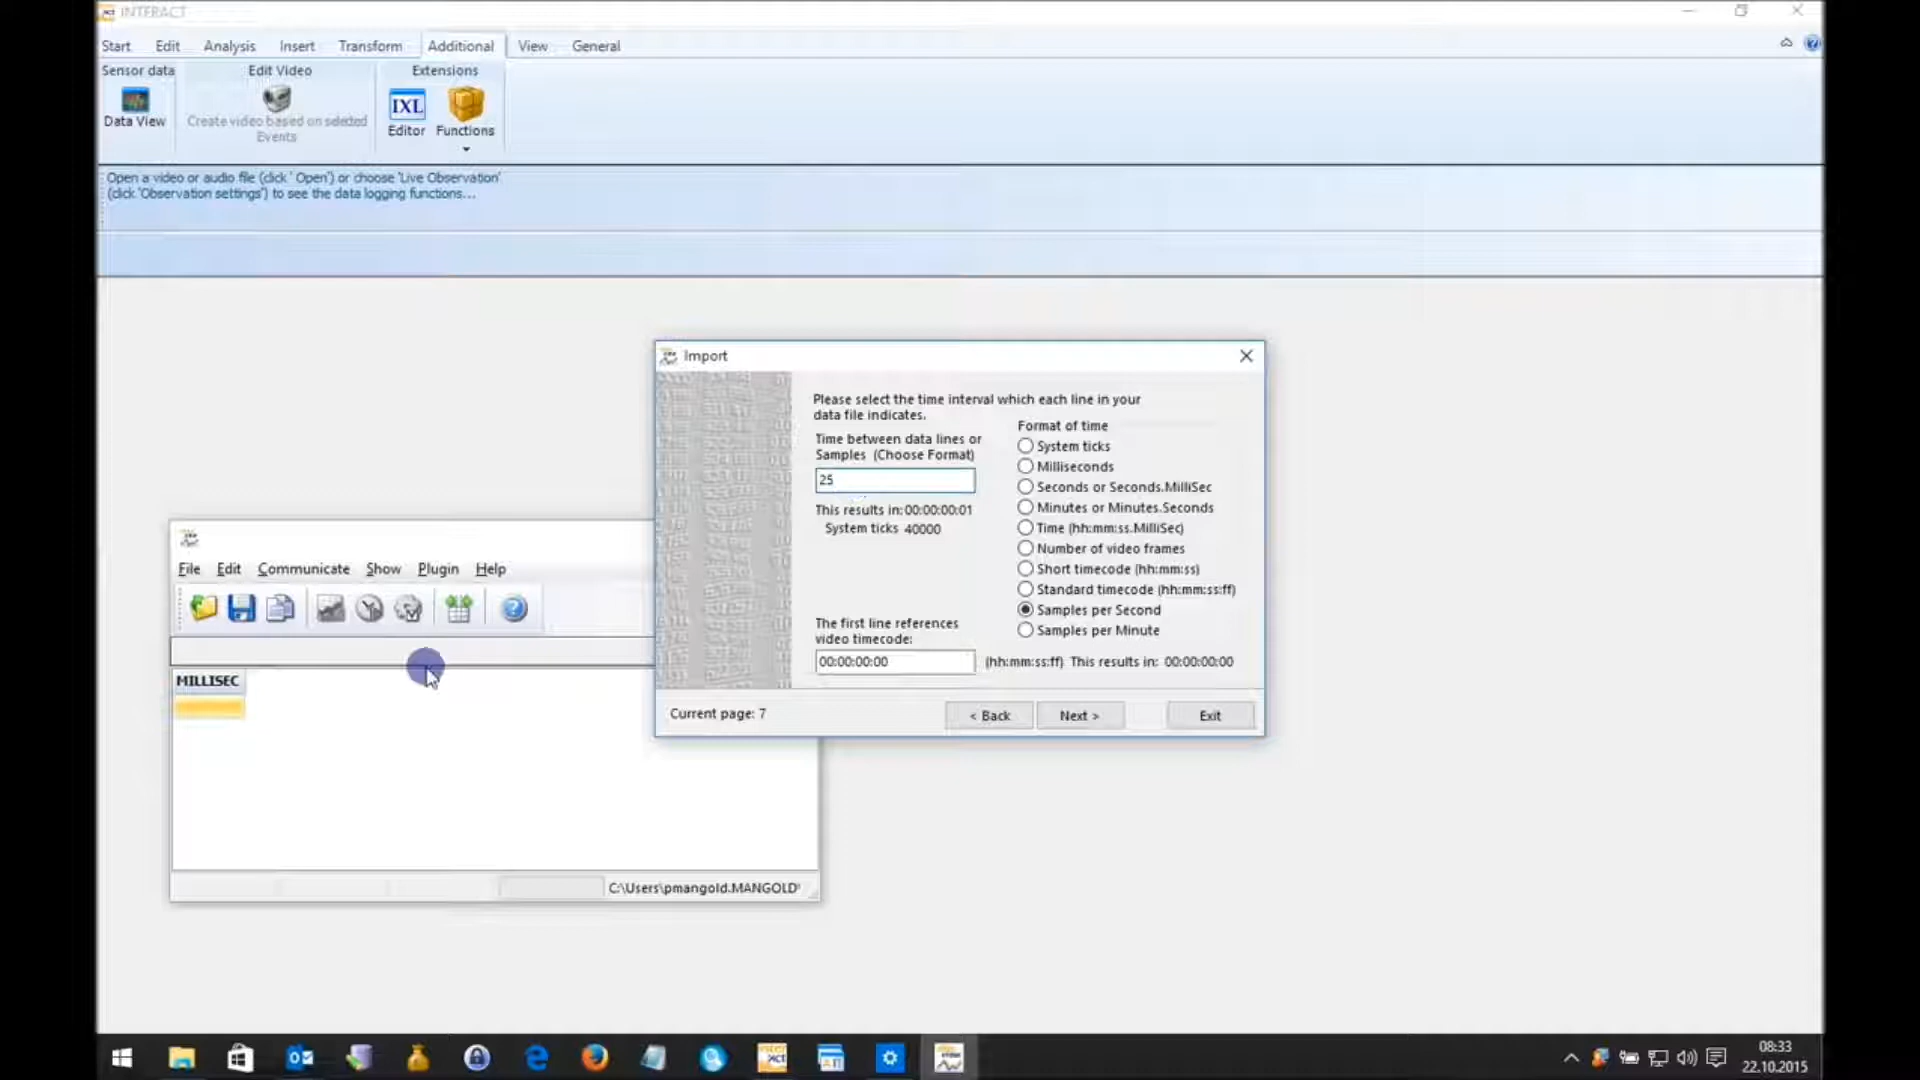 INTERACT
Start Edit Analysis Insert Transform Additional View General
Sensor data Edit Video Extensions
IXL
Data View Create video based on selected Events Editor Functions
Open a video or audio file (click ' Open') or choose 'Live Observation'
(click 'Observation settings') to see the data logging functions...
Import
Please select the time interval which each line in your
data file indicates.
Format of time
Time between data lines or
Samples (Choose Format)
25
This results in: 00:00:00:01
System ticks 40000
System ticks
Milliseconds
Seconds or Seconds.MilliSec
Minutes or Minutes.Seconds
Time (hh:mm:ss.MilliSec)
Number of video frames
Short timecode (hh:mm:ss)
Standard timecode (hh:mm:ss:ff)
Samples per Second
Samples per Minute
The first line references
video timecode:
00:00:00:00 (hh:mm:ss:ff) This results in: 00:00:00:00
Current page: 7 < Back Next > Exit
File Edit Communicate Show Plugin Help
MILLISEC
C:\Users\pmangold.MANGOLD'
08:33
22.10.2015